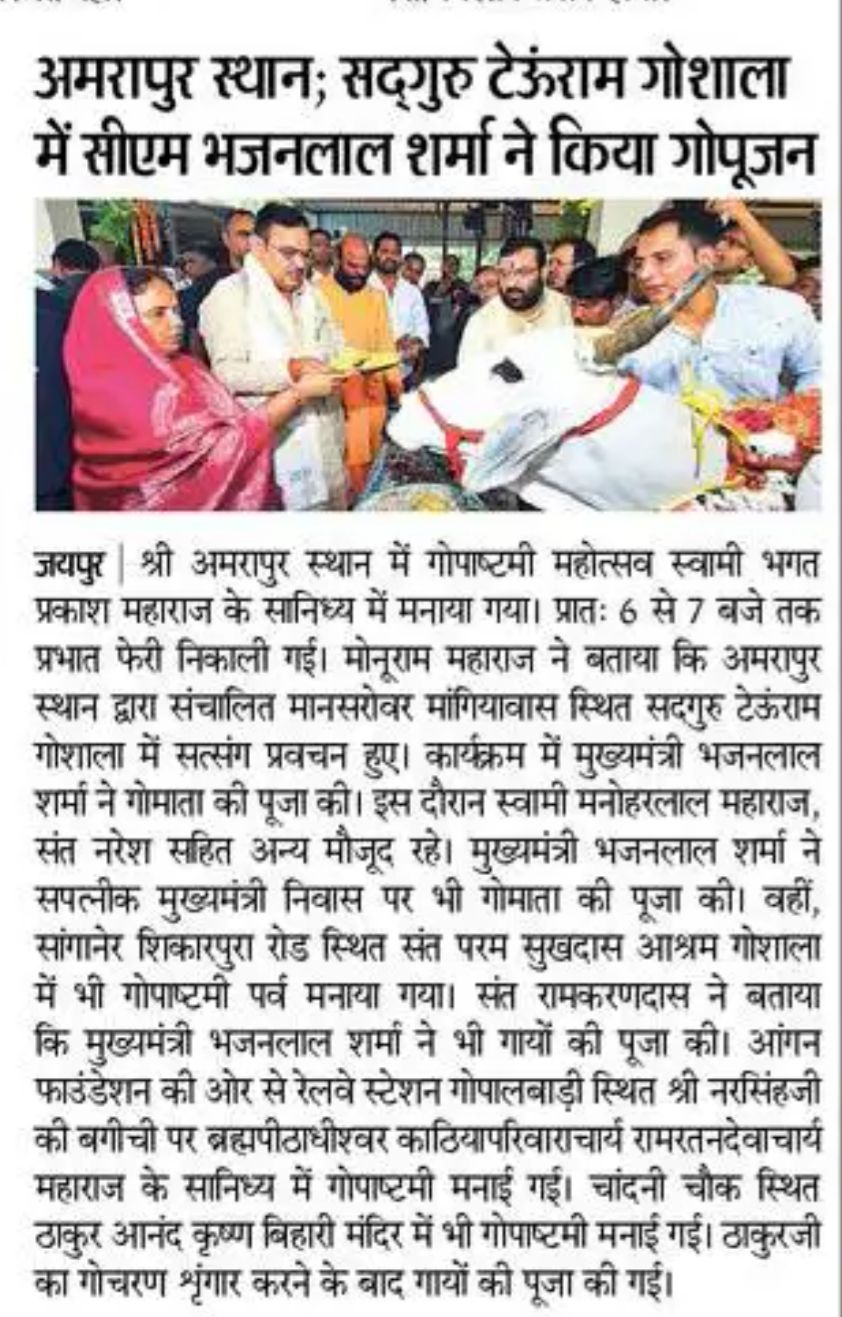 अमरापुर स्थान; सद्‌गुरु टेऊंराम गोशाला
में सीएम भजनलाल शर्मा ने किया गोपूजन
जयपुर | श्री अमरापुर स्थान में गोपाष्टमी महोत्सव स्वामी भगत
प्रकाश महाराज के सानिध्य में मनाया गया। प्रातः 6 से 7 बजे तक
प्रभात फेरी निकाली गई। मोनूराम महाराज ने बताया कि अमरापुर
स्थान द्वारा संचालित मानसरोवर मांगियावास स्थित सदगुरु टेऊंराम
गोशाला में सत्संग प्रवचन हुए। कार्यक्रम में मुख्यमंत्री भजनलाल
शर्मा ने गोमाता की पूजा की। इस दौरान स्वामी मनोहरलाल महाराज,
संत नरेश सहित अन्य मौजूद रहे। मुख्यमंत्री भजनलाल शर्मा ने
सपत्नीक मुख्यमंत्री निवास पर भी गोमाता की पूजा की। वहीं,
सांगानेर शिकारपुरा रोड स्थित संत परम सुखदास आश्रम गोशाला
में भी गोपाष्टमी पर्व मनाया गया। संत रामकरणदास ने बताया
कि मुख्यमंत्री भजनलाल शर्मा ने भी गायों की पूजा की। आंगन
फाउंडेशन की ओर से रेलवे स्टेशन गोपालबाड़ी स्थित श्री नरसिंहजी
की बगीची पर ब्रह्मपीठाधीश्वर काठियापरिवाराचार्य रामरतनदेवाचार्य
महाराज के सानिध्य में गोपाष्टमी मनाई गई। चांदनी चौक स्थित
ठाकुर आनंद कृष्ण बिहारी मंदिर में भी गोपाष्टमी मनाई गई। ठाकुरजी
का गोचरण शृंगार करने के बाद गायों की पूजा की गई।